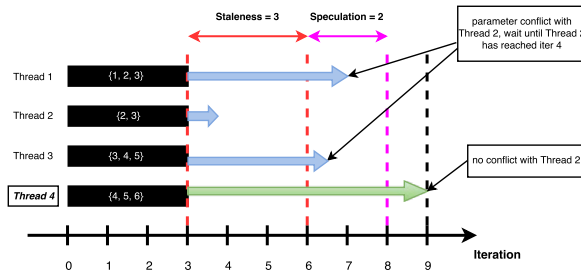 Staleness = 3
Speculation = 2
parameter conflict with
Thread 2, wait until Thread 2
has reached iter 4
Thread 1
{1, 2, 3}
Thread 2
{2, 3}
Thread 3
{3, 4, 5}
no conflict with Thread 2
Thread 4
{4, 5, 6}
0 1 2 3 4 5 6 7 8 9
Iteration